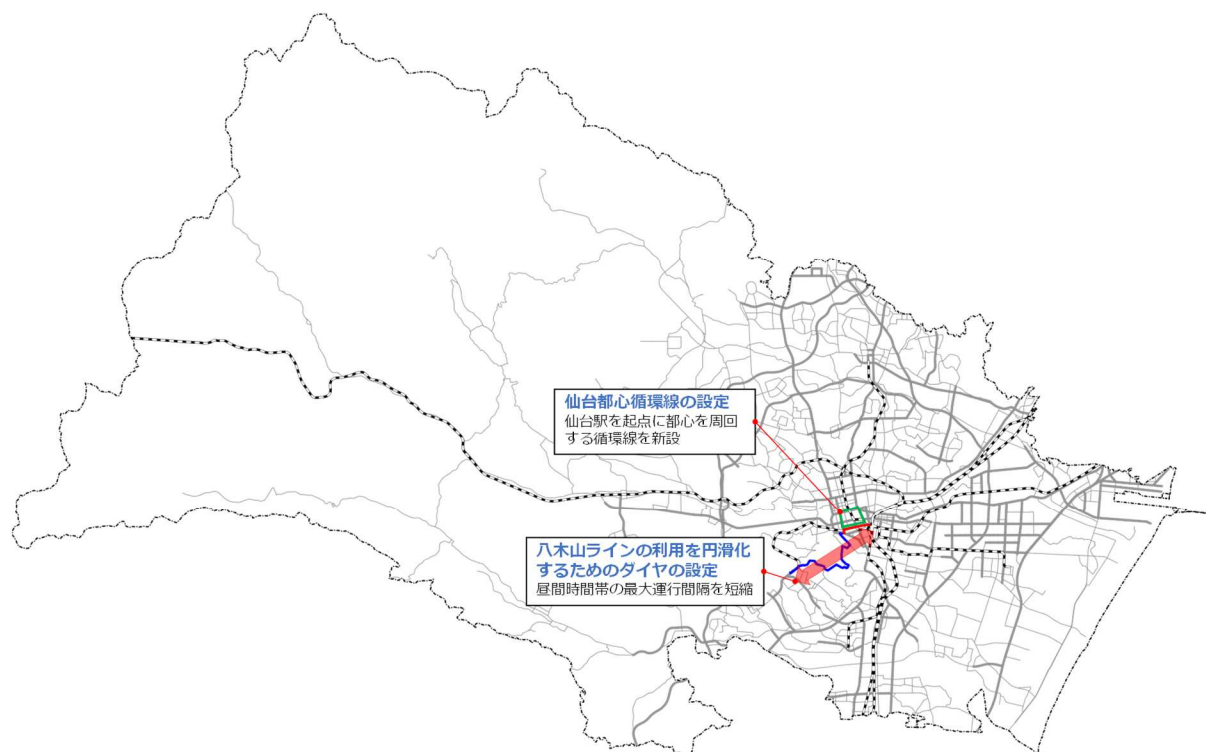 仙台都心循環線の設定
仙台駅を起点に都心を周回
する循環線を新設
八木山ラインの利用を円滑化
するためのダイヤの設定
昼間時間帯の最大運行間隔を短縮